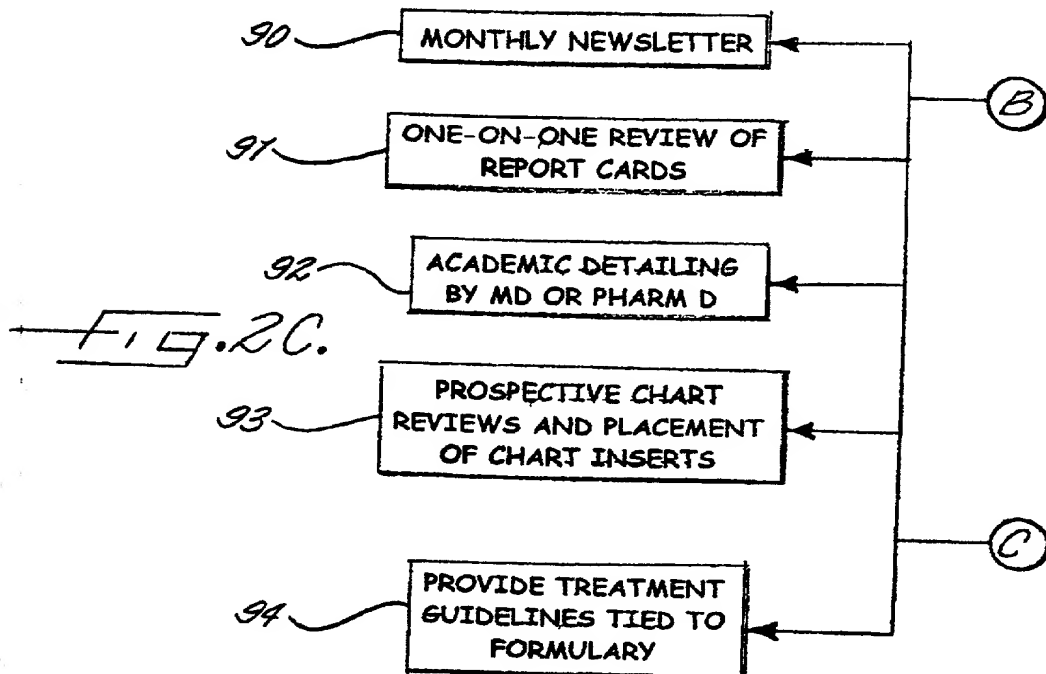 90
MONTHLY NEWSLETTER
B
91
ONE-ON-ONE REVIEW OF
REPORT CARDS
92
ACADEMIC DETAILING
BY MD OR PHARM D
Fig. 2C.
93
PROSPECTIVE CHART
REVIEWS AND PLACEMENT
OF CHART INSERTS
C
94
PROVIDE TREATMENT
GUIDELINES TIED TO
FORMULARY